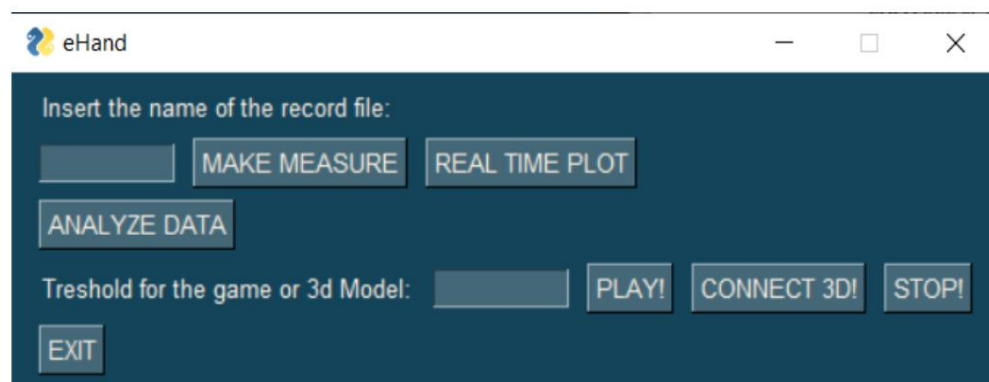 eHand
Insert the name of the record file:
MAKE MEASURE REAL TIME PLOT
ANALYZE DATA
Treshold for the game or 3d Model: PLAY! CONNECT 3D! STOP!
EXIT